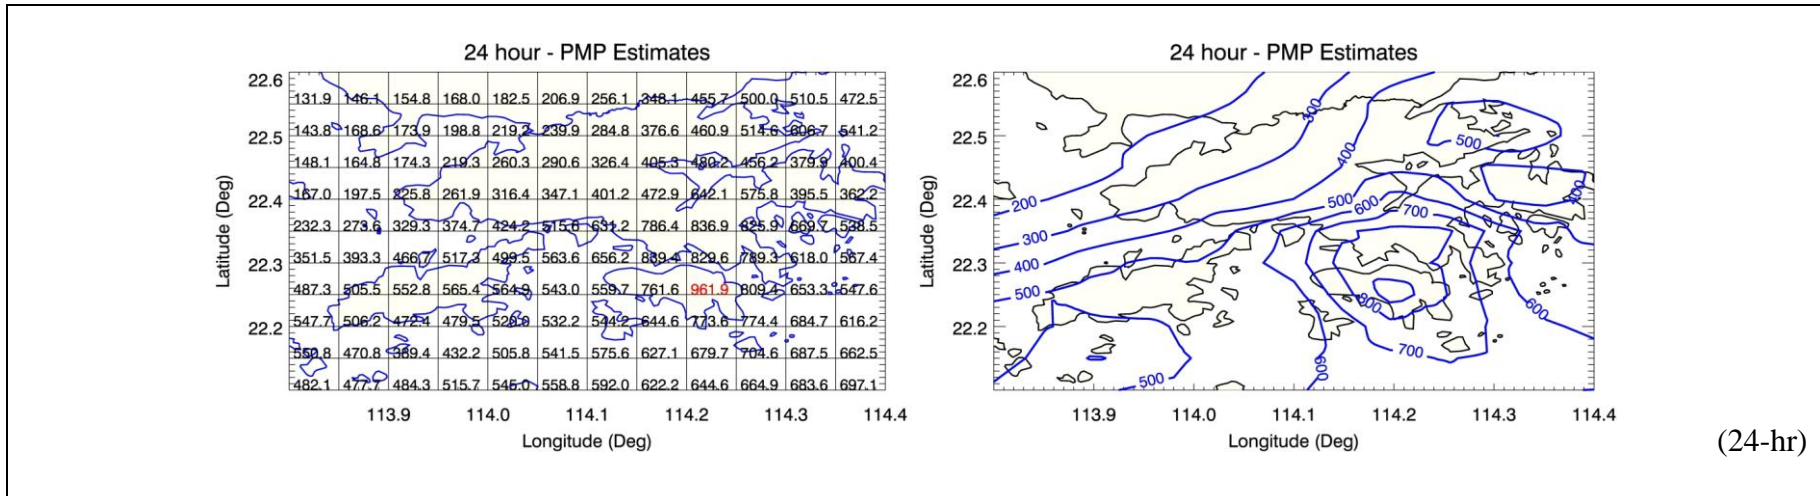 24 hour - PMP Estimates
22.6
131.9 146.1 154.8 168.0 182.5 206.9 256.1 348.1 455.7 500.0 510.5 472.5
22.5
143.8 168.6 173.9 198.8 219.2 239.9 284.8 376.6 460.9 514.6 606.7 541.2
148.1 164.8 174.3 219.3 260.3 290.6 326.4 405.3 480.2 456.2 379.9 400.4
22.4
167.0 197.5 225.8 261.9 316.4 347.1 401.2 472.9 642.1 575.8 395.5 362.2
232.3 273.6 329.3 374.7 424.2 515.6 631.2 786.4 836.9 825.9 669.7 538.5
22.3
351.5 393.3 466.7 517.3 499.5 563.6 656.2 839.4 829.6 789.3 618.0 567.4
487.3 505.5 552.8 565.4 564.9 543.0 559.7 761.6 961.9 809.4 653.3 547.6
22.2
547.7 506.2 472.4 479.5 529.9 532.2 544.2 644.6 773.6 774.4 684.7 616.2
550.8 470.8 389.4 432.2 505.8 541.5 575.6 627.1 679.7 704.6 687.5 662.5
482.1 477.7 484.3 515.7 545.0 558.8 592.0 622.2 644.6 664.9 683.6 697.1
113.9 114.0 114.1 114.2 114.3 114.4
Longitude (Deg)
Latitude (Deg)
24 hour - PMP Estimates
22.6
22.5
22.4
22.3
22.2
300
500
400
400
200
500
600
700
300
400
500
800
600
700
600
500
113.9 114.0 114.1 114.2 114.3 114.4
Longitude (Deg)
Latitude (Deg)
(24-hr)